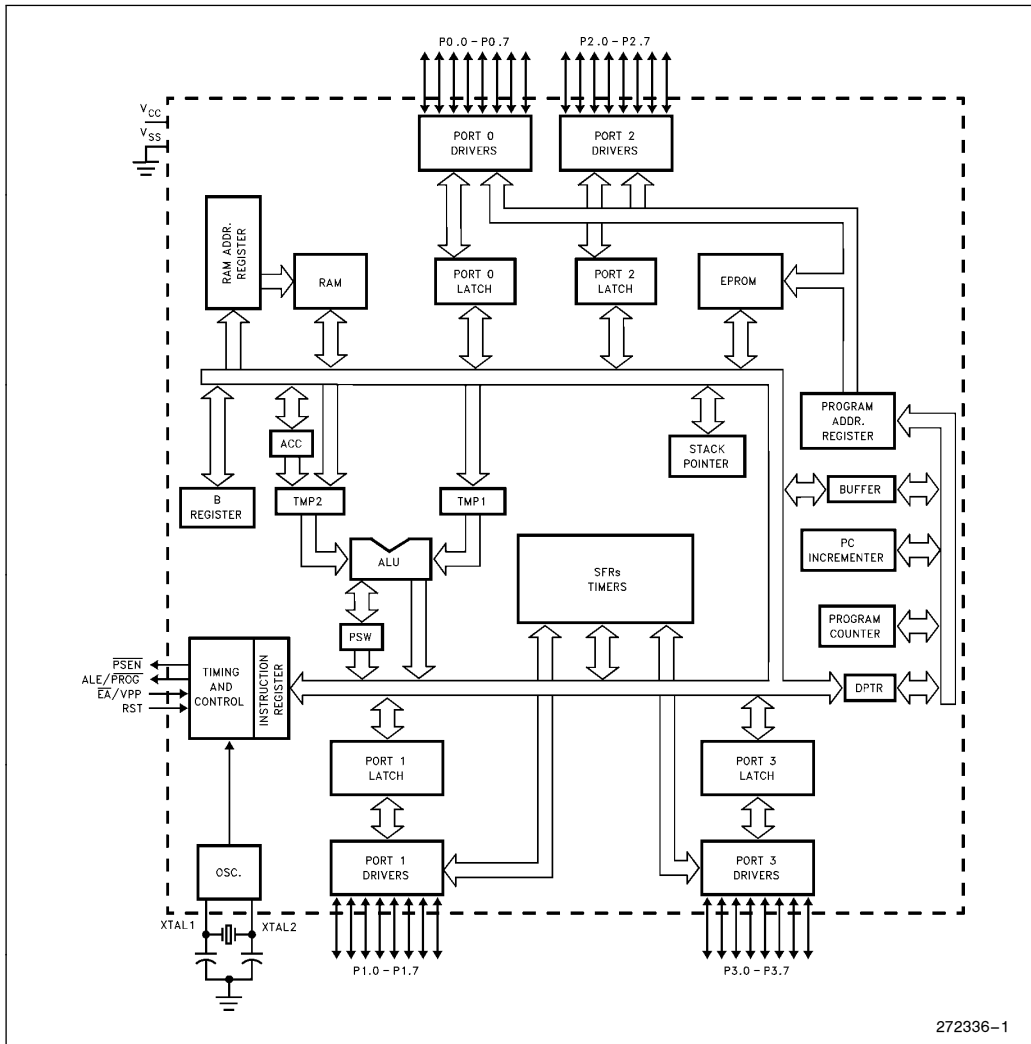 P0.0–P0.7
P2.0–P2.7
VCC
VSS
PORT 0
DRIVERS
PORT 2
DRIVERS
RAM ADDR.
REGISTER
RAM
PORT 0
LATCH
PORT 2
LATCH
EPROM
B
REGISTER
ACC
TMP2
TMP1
ALU
PSW
STACK
POINTER
PROGRAM
ADDR.
REGISTER
BUFFER
PC
INCREMENTER
PROGRAM
COUNTER
DPTR
SFRs
TIMERS
PSEN
ALE/PROG
EA/VPP
RST
TIMING
AND
CONTROL
INSTRUCTION
REGISTER
PORT 1
LATCH
PORT 3
LATCH
OSC.
PORT 1
DRIVERS
PORT 3
DRIVERS
XTAL1
XTAL2
P1.0–P1.7
P3.0–P3.7
272336–1